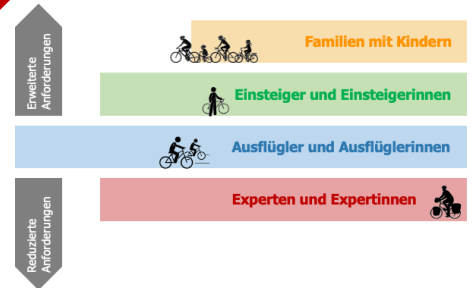 Erweiterte
Anforderungen
Familien mit Kindern
Einsteiger und Einsteigerinnen
Ausflügler und Ausflüglerinnen
Experten und Expertinnen
Reduzierte
Anforderungen